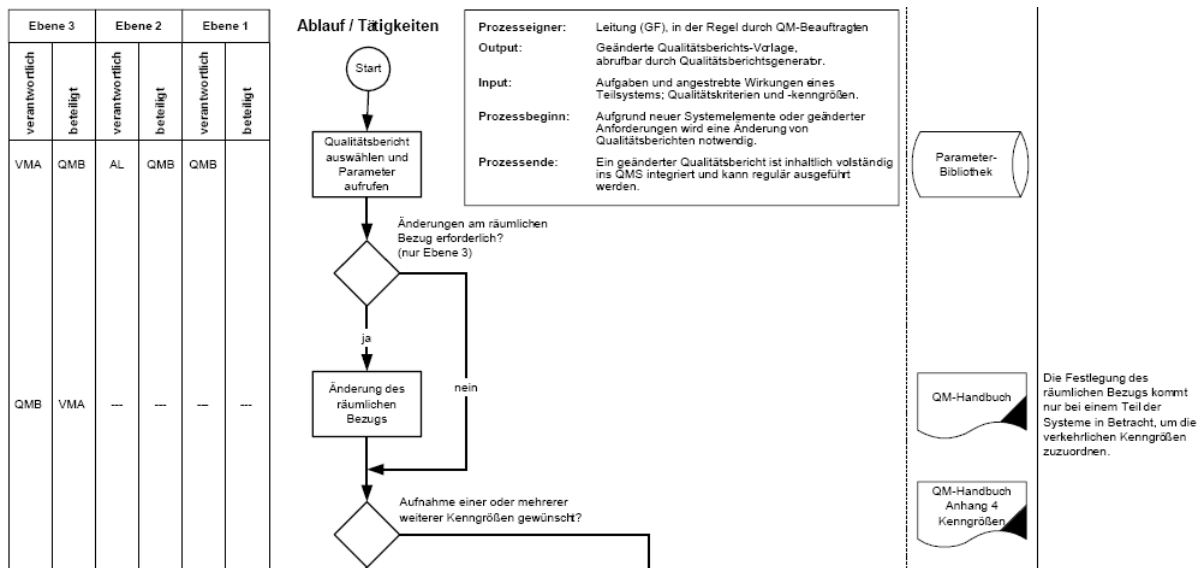 Ebene 3
Ebene 2
Ebene 1
verantwortlich
beteiligt
verantwortlich
beteiligt
verantwortlich
beteiligt
VMA
QMB
AL
QMB
QMB
QMB
VMA
---
---
---
---
Ablauf / Tätigkeiten
Start
Qualitätsbericht
auswählen und
Parameter
aufrufen
Änderungen am räumlichen
Bezug erforderlich?
(nur Ebene 3)
ja
nein
Änderung des
räumlichen
Bezugs
Aufnahme einer oder mehrerer
weiterer Kenngrößen gewünscht?
Prozesseigner: Leitung (GF), in der Regel durch QM-Beauftragten
Output: Geänderte Qualitätsberichts-Vorlage,
abrufbar durch Qualitätsberichtsgenerator.
Input: Aufgaben und angestrebte Wirkungen eines
Teilsystems; Qualitätskriterien und -kenngrößen.
Prozessbeginn: Aufgrund neuer Systemelemente oder geänderter
Anforderungen wird eine Änderung von
Qualitätsberichten notwendig.
Prozessende: Ein geänderter Qualitätsbericht ist inhaltlich vollständig
ins QMS integriert und kann regulär ausgeführt
werden.
Parameter-
Bibliothek
QM-Handbuch
QM-Handbuch
Anhang 4
Kenngrößen
Die Festlegung des
räumlichen Bezugs kommt
nur bei einem Teil der
Systeme in Betracht, um die
verkehrlichen Kenngrößen
zuzuordnen.